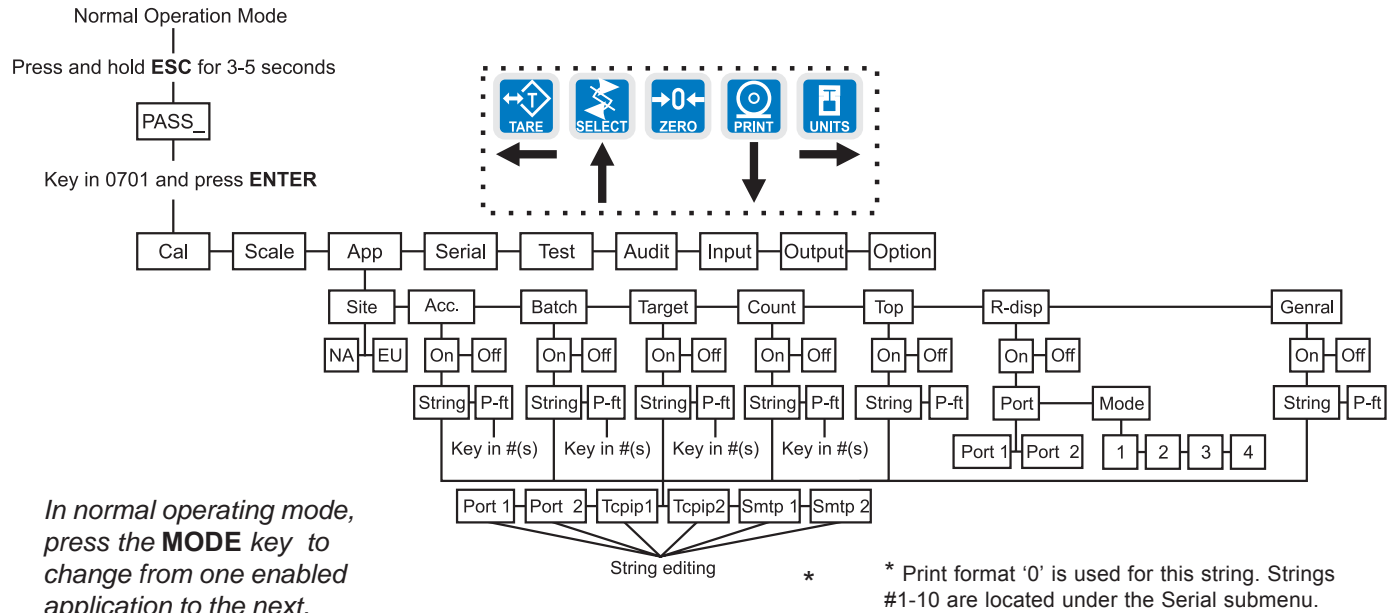 Normal Operation Mode
Press and hold ESC for 3-5 seconds
PASS_
Key in 0701 and press ENTER
TARE SELECT →0← ZERO PRINT UNITS
Cal Scale App Serial Test Audit Input Output Option
Site Acc. Batch Target Count Top R-disp Genral
NA EU On Off On Off On Off On Off On Off On Off On Off
String P-ft String P-ft String P-ft String P-ft String P-ft Port Mode String P-ft
Key in #(s) Key in #(s) Key in #(s) Key in #(s) Port 1 Port 2 1 2 3 4
Port 1 Port 2 Tcpip1 Tcpip2 Smtp 1 Smtp 2
String editing
*
In normal operating mode,
press the MODE key to
change from one enabled
application to the next.
* Print format '0' is used for this string. Strings
#1-10 are located under the Serial submenu.